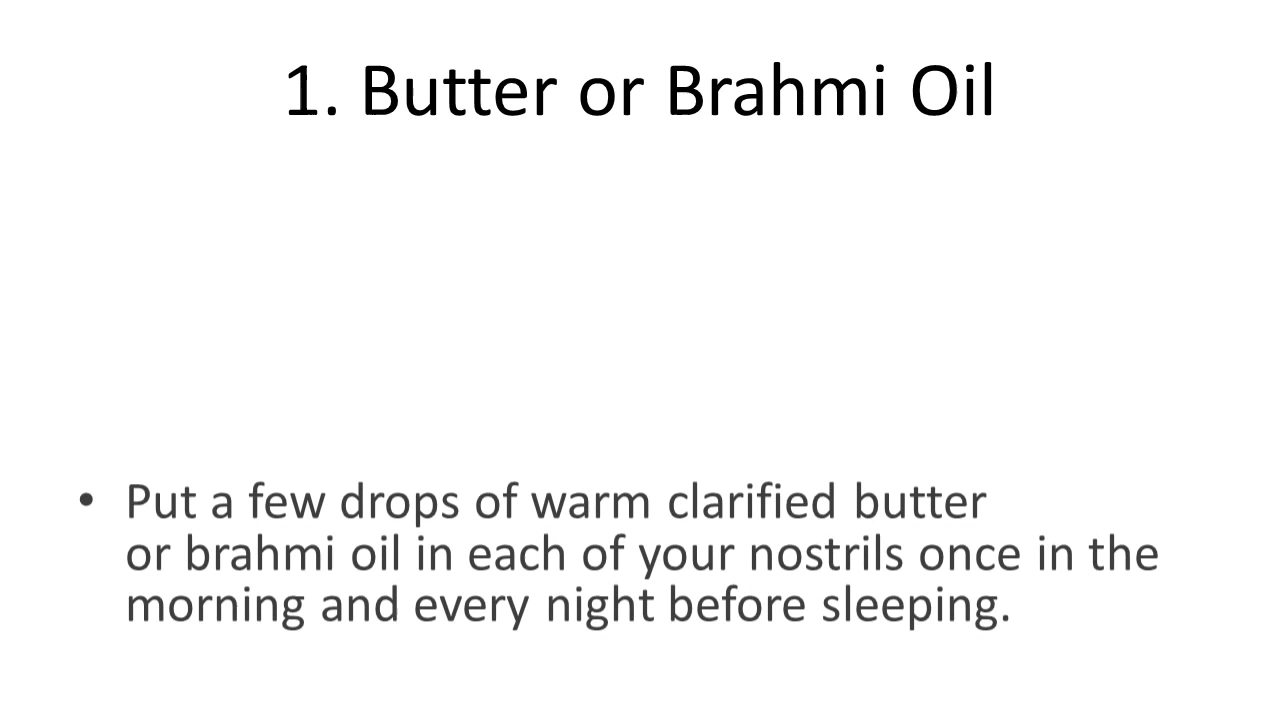 1. Butter or Brahmi Oil
• Put a few drops of warm clarified butter
or brahmi oil in each of your nostrils once in the
morning and every night before sleeping.